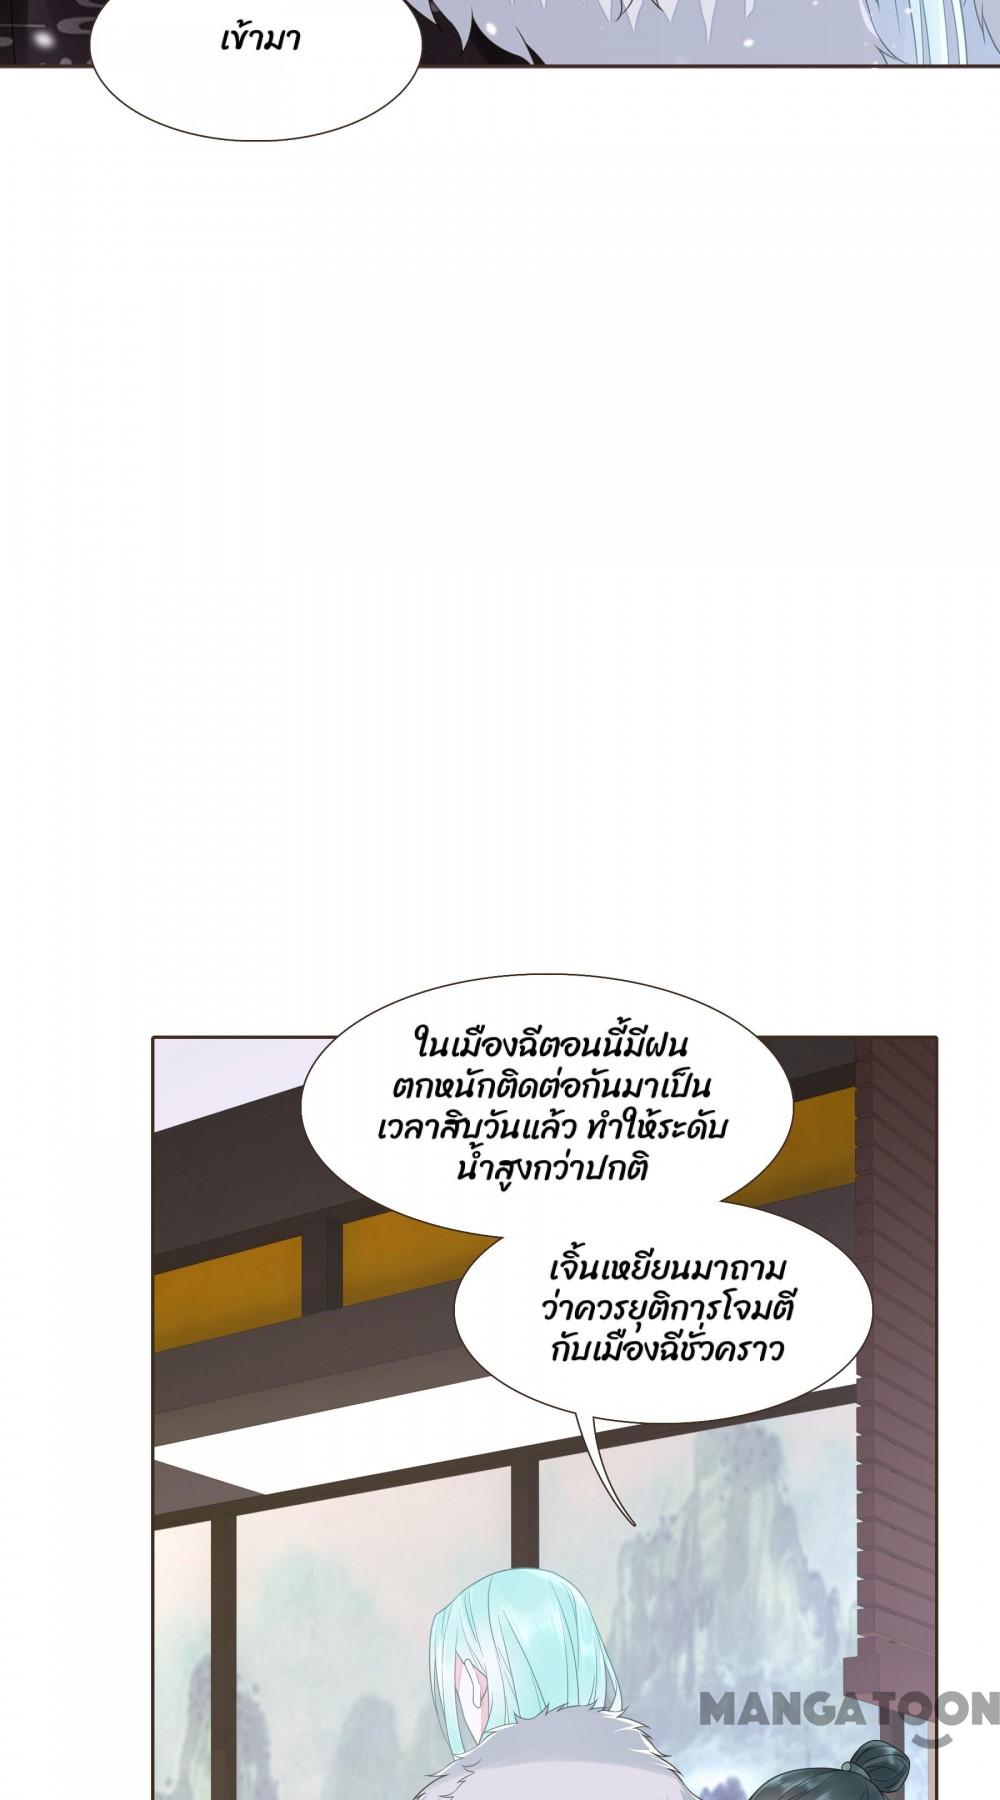 เข้ามา
ในเมืองฉีตอนนี้มีฝน
ตกหนักติดต่อกันมาเป็น
เวลาสิบวันแล้ว ทำให้ระดับ
น้ำสูงกว่าปกติ
เจิ้นเหยียนมาถาม
ว่าควรยุติการโจมตี
กับเมืองฉีชั่วคราว
MANGATOON